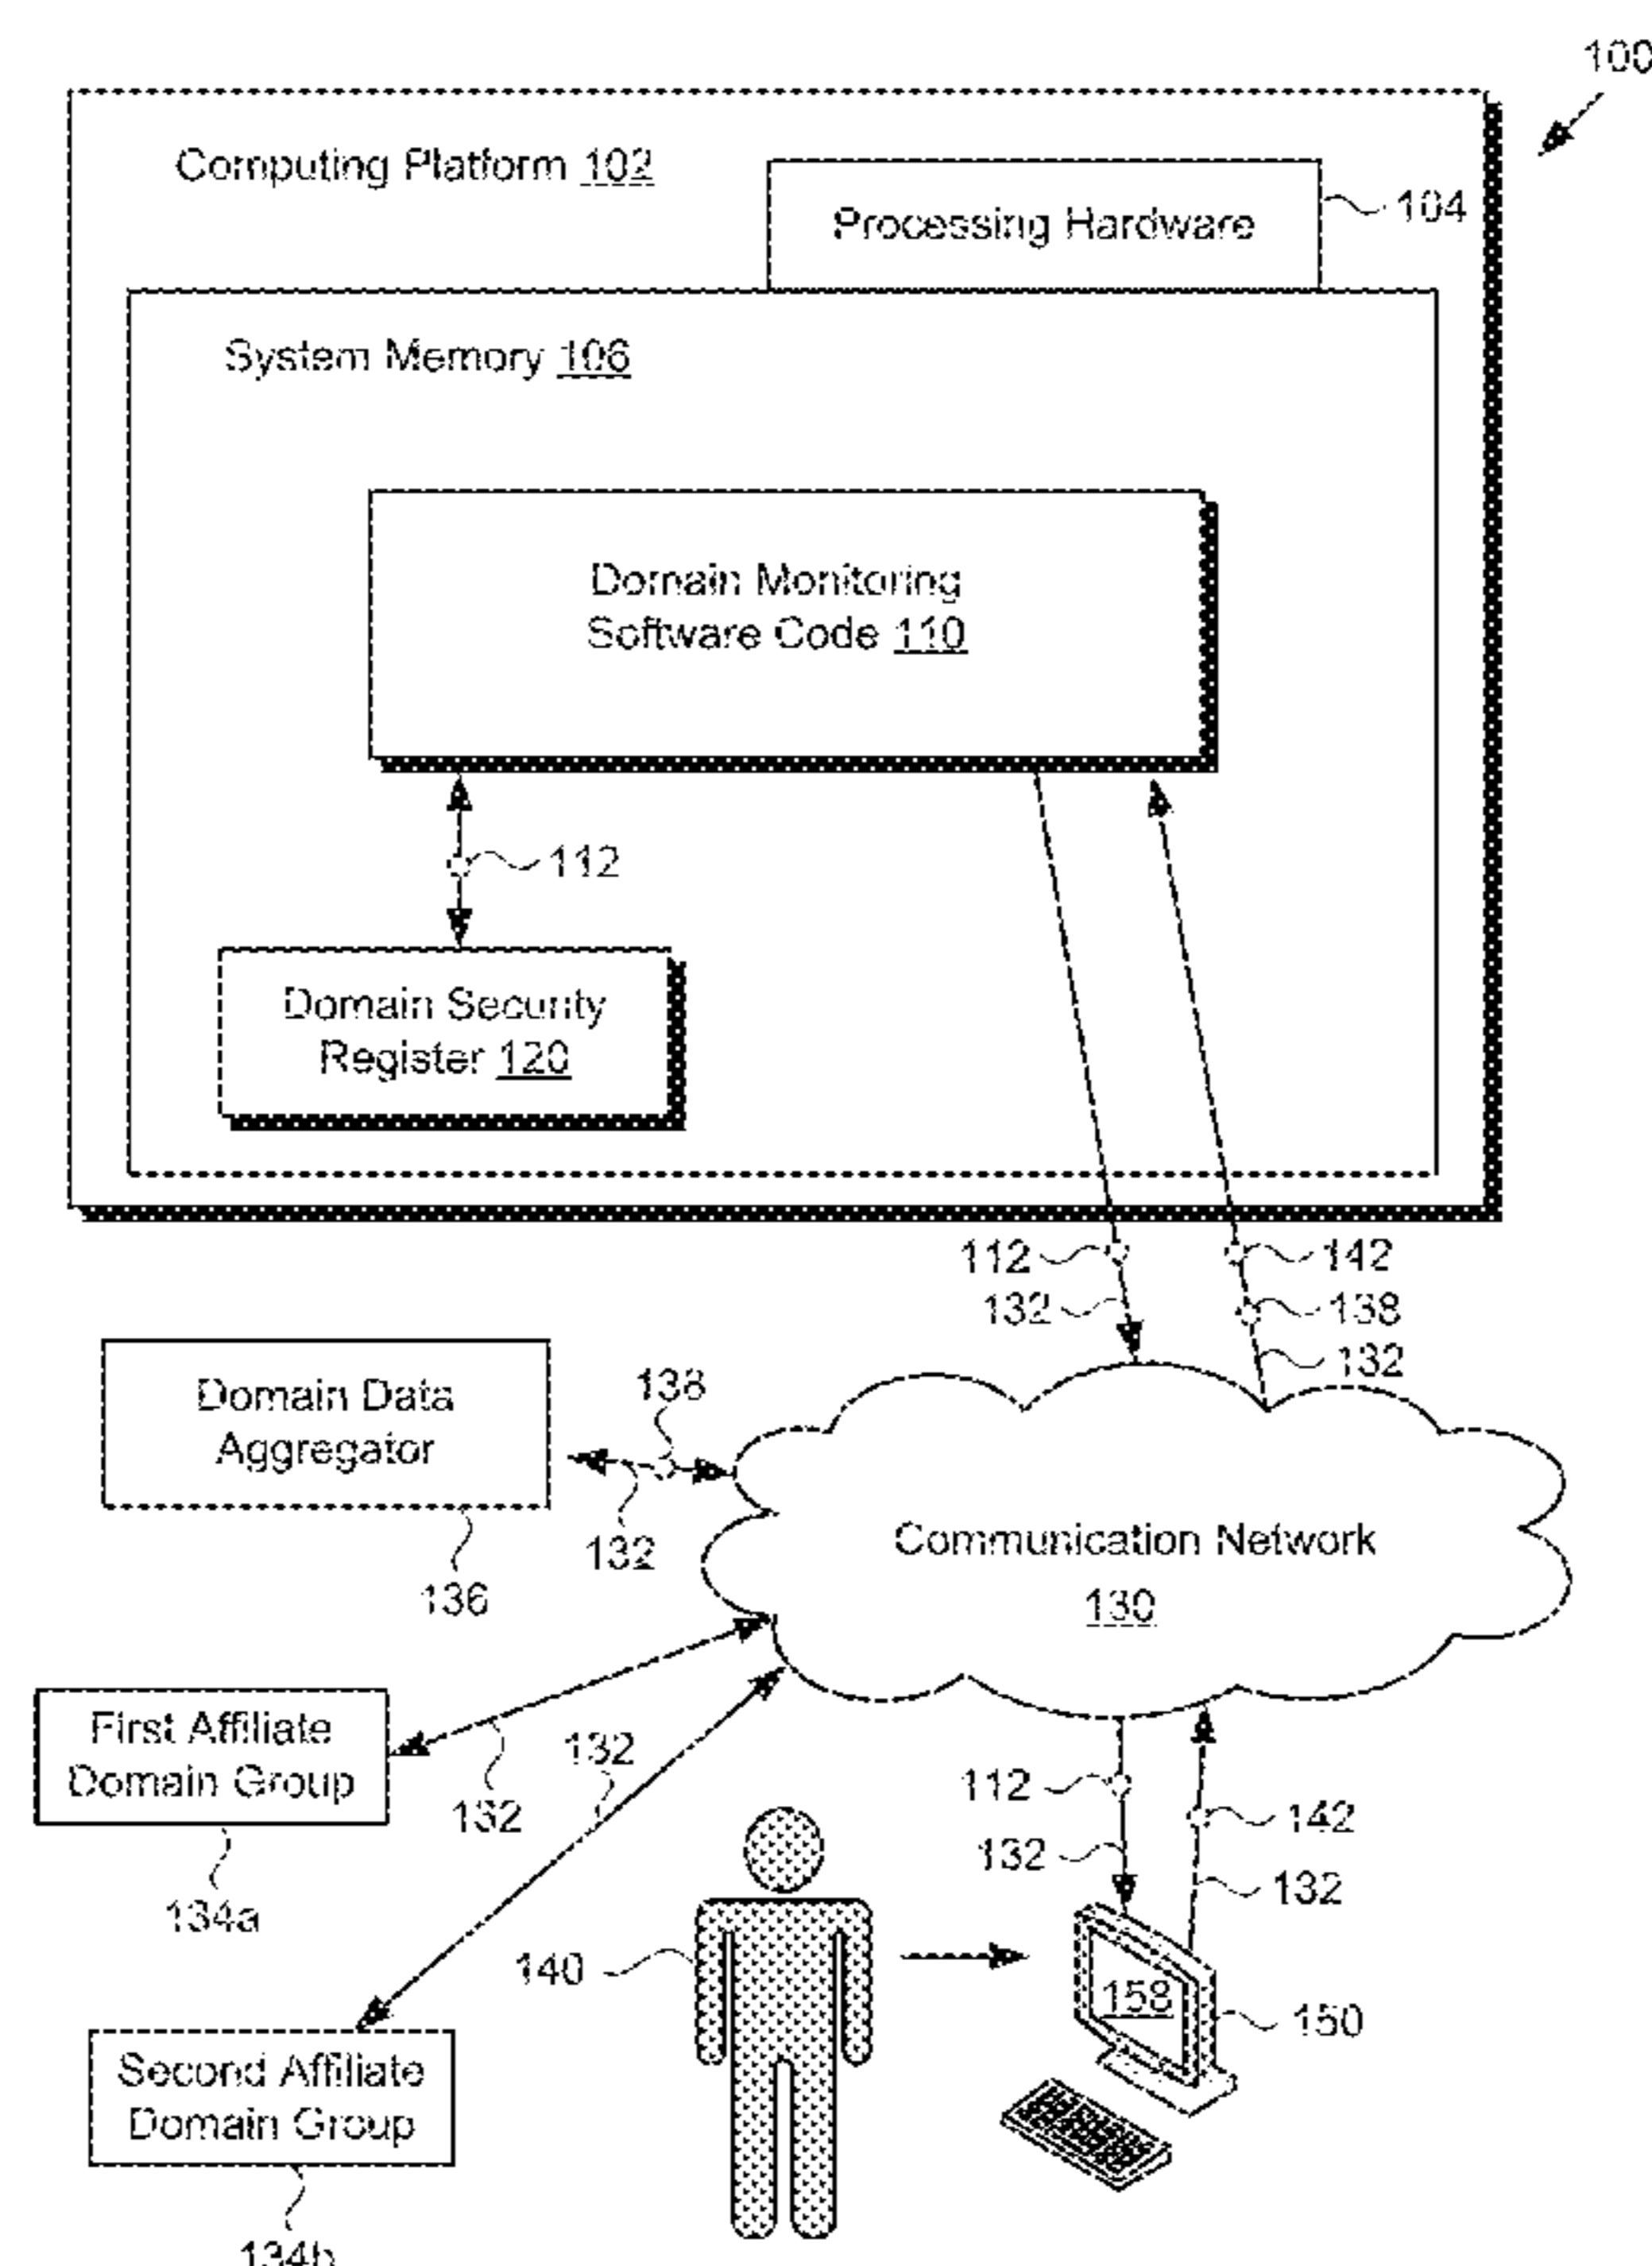 100
Computing Platform 102
Processing Hardware
104
System Memory 106
Domain Monitoring
Software Code 110
112
Domain Security
Register 120
112
142
132
138
132
Domain Data
Aggregator
138
132
136
Communication Network
130
First Affiliate
Domain Group
132
132
134a
112
142
132
132
140
158
150
Second Affiliate
Domain Group
134b